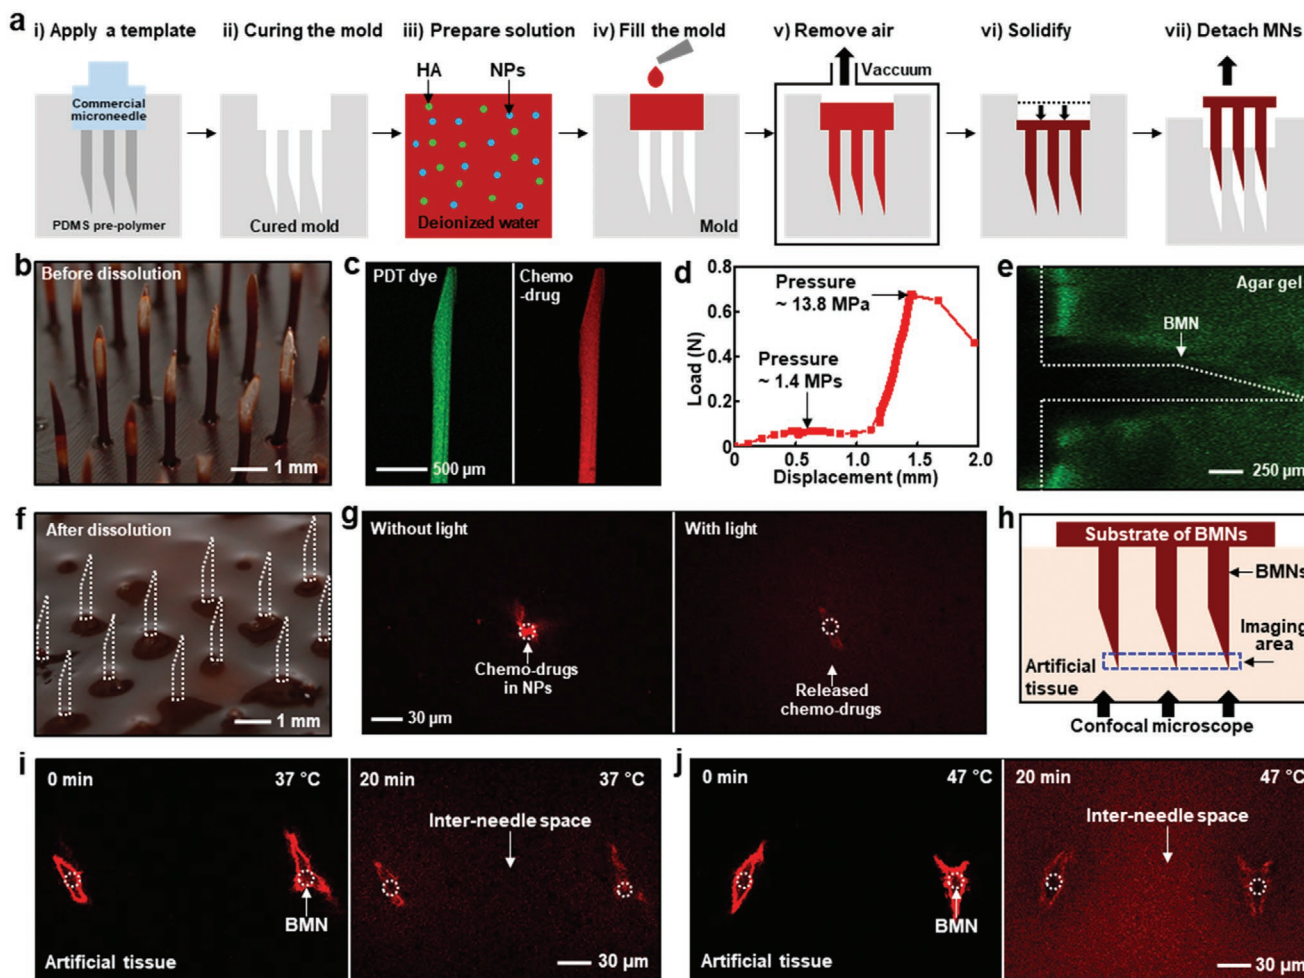 a
i) Apply a template
ii) Curing the mold
iii) Prepare solution
iv) Fill the mold
v) Remove air
vi) Solidify
vii) Detach MNs
Commercial
microneedle
PDMS pre-polymer
Cured mold
HA
NPs
Deionized water
Mold
Vaccuum
b
Before dissolution
1 mm
c
PDT dye
Chemo
-drug
500 µm
d
Pressure
~ 13.8 MPa
Pressure
~ 1.4 MPs
Load (N)
0.8
0.6
0.4
0.2
0
0
0.5
1.0
1.5
2.0
Displacement (mm)
e
Agar gel
BMN
250 µm
f
After dissolution
1 mm
g
Without light
Chemo-drugs
in NPs
30 µm
With light
Released
chemo-drugs
h
Substrate of BMNs
BMNs
Imaging
area
Artificial
tissue
Confocal microscope
i
0 min
37 °C
BMN
Artificial tissue
20 min
37 °C
Inter-needle space
30 µm
j
0 min
47 °C
BMN
Artificial tissue
20 min
47 °C
Inter-needle space
30 µm